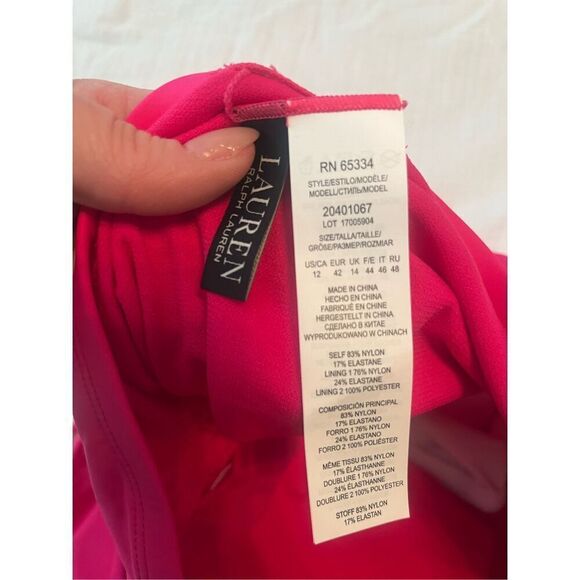 LAUREN
RALPH LAUREN
RN 65334
STYLE/ESTILO/MODÈLE/
MODELL/СТИЛЬ/MODEL
20401067
LOT 17005904
SIZE/TALLA/TAILLE/
GRÖßE/РАЗМЕР/ROZMIAR
US/CA EUR UK F/E IT RU
12 42 14 44 46 48
MADE IN CHINA
HECHO EN CHINA
FABRIQUÉ EN CHINE
HERGESTELLT IN CHINA
СДЕЛАНО В КИТАЕ
WYPRODUKOWANO W CHINACH
SELF 83% NYLON
17% ELASTANE
LINING 1 76% NYLON
24% ELASTANE
LINING 2 100% POLYESTER
COMPOSICIÓN PRINCIPAL
83% NYLON
17% ELASTANO
FORRO 1 76% NYLON
24% ELASTANO
FORRO 2 100% POLIÉSTER
MÊME TISSU 83% NYLON
17% ÉLASTHANNE
DOUBLURE 1 76% NYLON
24% ÉLASTHANNE
DOUBLURE 2 100% POLYESTER
STOFF 83% NYLON
17% ELASTAN